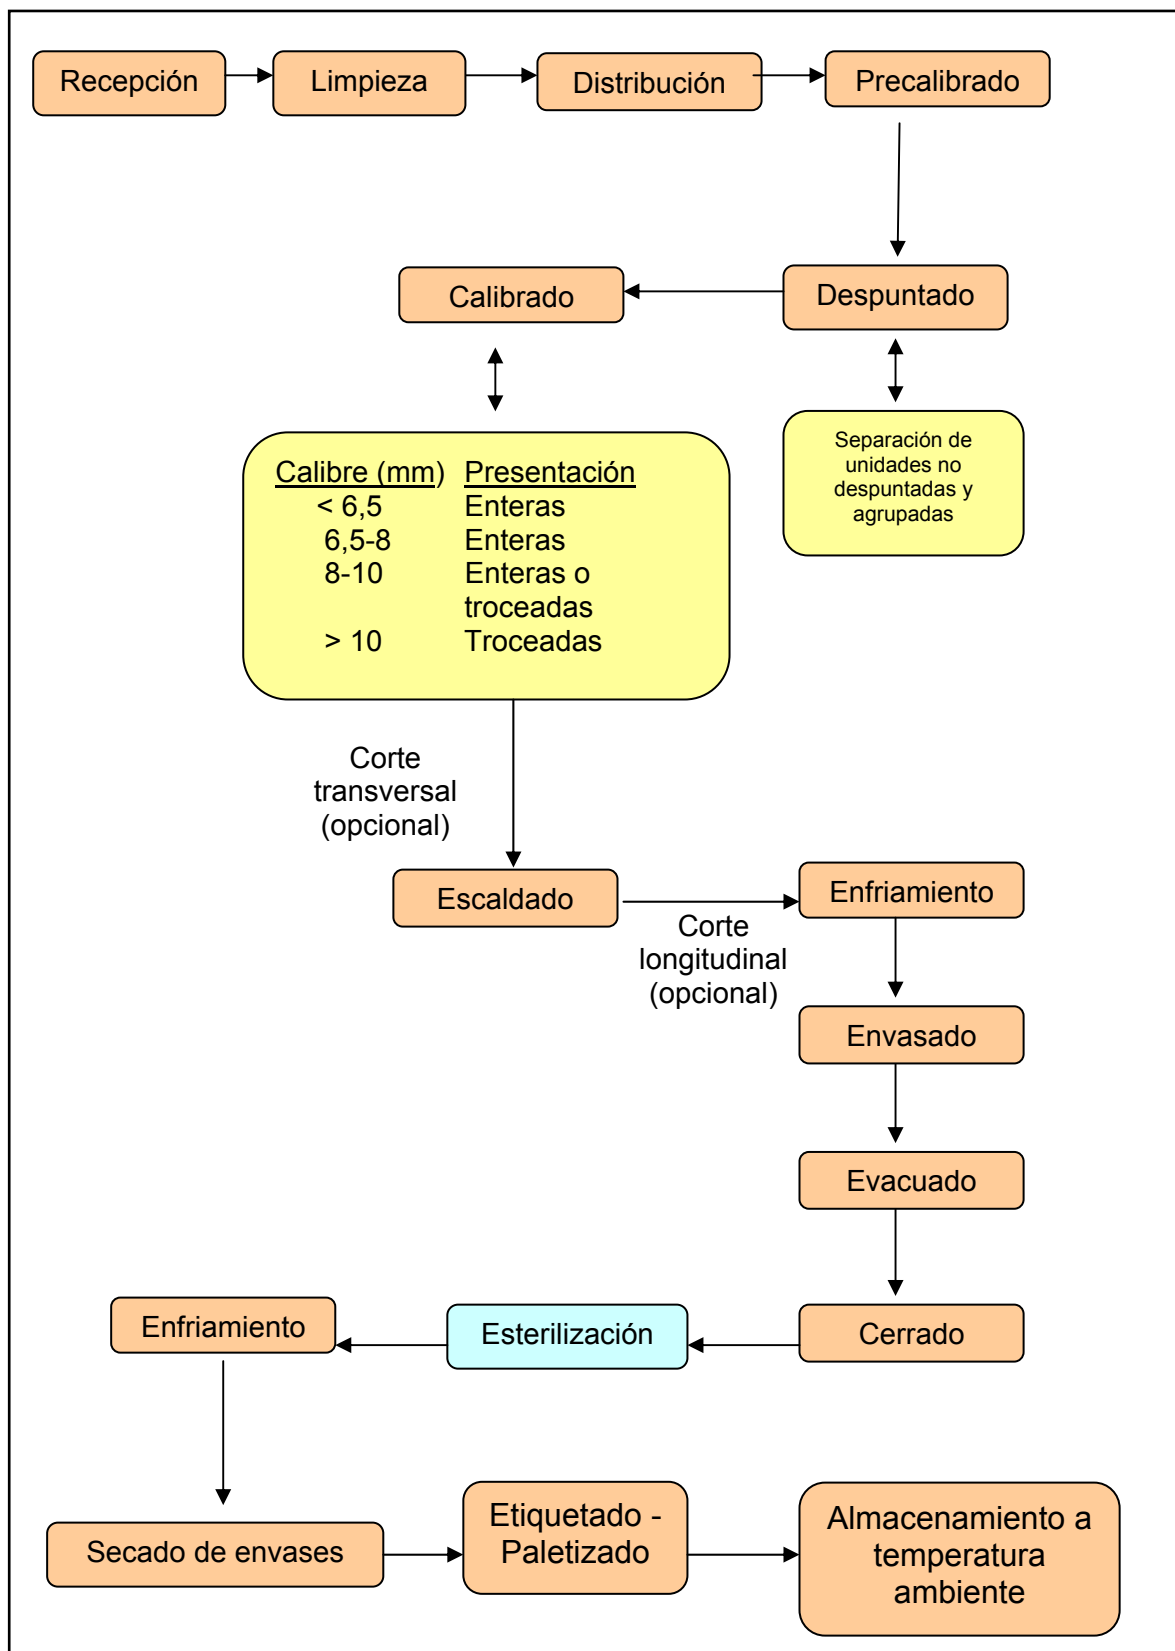 Recepción
Limpieza
Distribución
Precalibrado
Calibrado
Despuntado
Separación de
unidades no
despuntadas y
agrupadas
Calibre (mm) Presentación
< 6,5 Enteras
6,5-8 Enteras
8-10 Enteras o
troceadas
> 10 Troceadas
Corte
transversal
(opcional)
Escaldado
Corte
longitudinal
(opcional)
Enfriamiento
Envasado
Evacuado
Cerrado
Esterilización
Enfriamiento
Secado de envases
Etiquetado -
Paletizado
Almacenamiento a
temperatura
ambiente